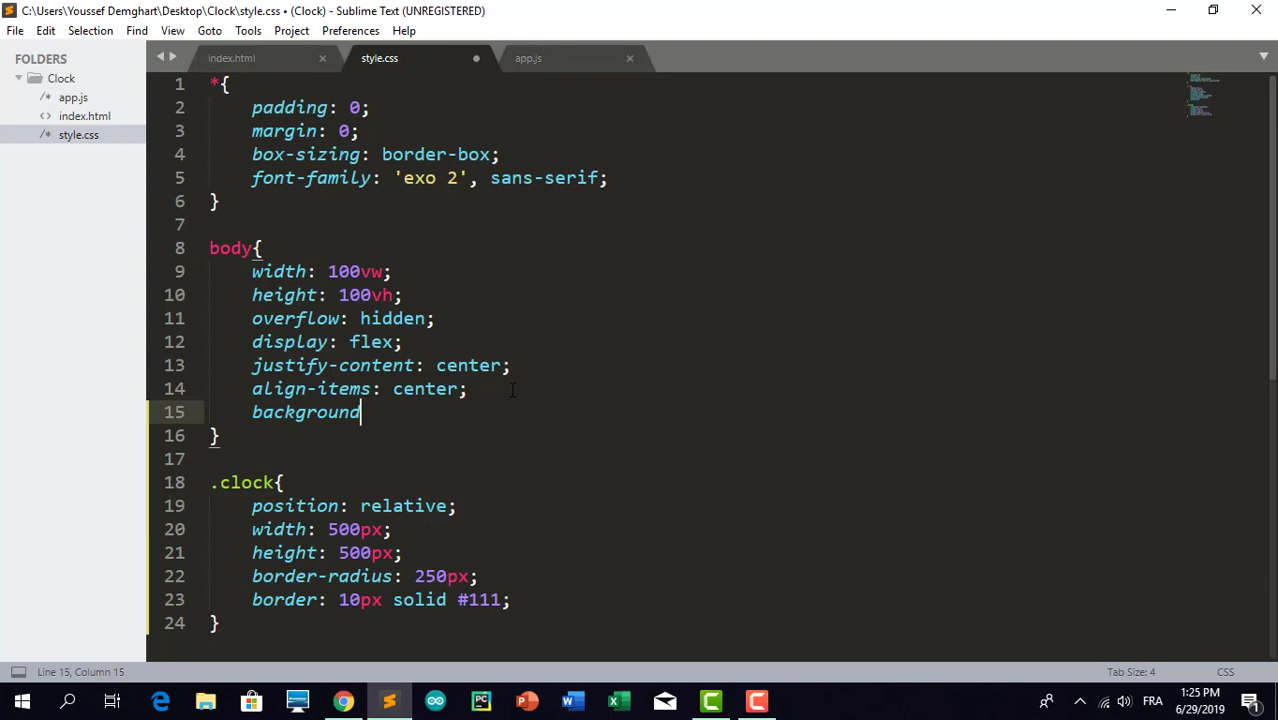 C:\Users\Youssef Demghart\Desktop\Clock\style.css • (Clock) - Sublime Text (UNREGISTERED)
File Edit Selection Find View Goto Tools Project Preferences Help
FOLDERS
Clock
/* app.js
<> index.html
/* style.css
index.html style.css app.js
1 *{
2 padding: 0;
3 margin: 0;
4 box-sizing: border-box;
5 font-family: 'exo 2', sans-serif;
6 }
7
8 body{
9 width: 100vw;
10 height: 100vh;
11 overflow: hidden;
12 display: flex;
13 justify-content: center;
14 align-items: center;
15 background
16 }
17
18 .clock{
19 position: relative;
20 width: 500px;
21 height: 500px;
22 border-radius: 250px;
23 border: 10px solid #111;
24 }
Line 15, Column 15 Tab Size: 4 CSS
FRA 1:25 PM
6/29/2019